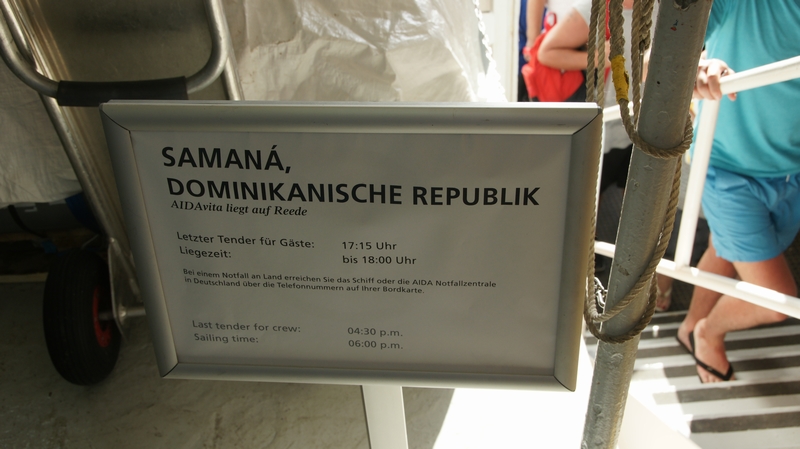 SAMANÁ,
DOMINIKANISCHE REPUBLIK
AIDAvita liegt auf Reede
Letzter Tender für Gäste: 17:15 Uhr
Liegezeit: bis 18:00 Uhr
Bei einem Notfall an Land erreichen Sie das Schiff oder die AIDA Notfallzentrale
in Deutschland über die Telefonnummern auf Ihrer Bordkarte.
Last tender for crew: 04:30 p.m.
Sailing time: 06:00 p.m.